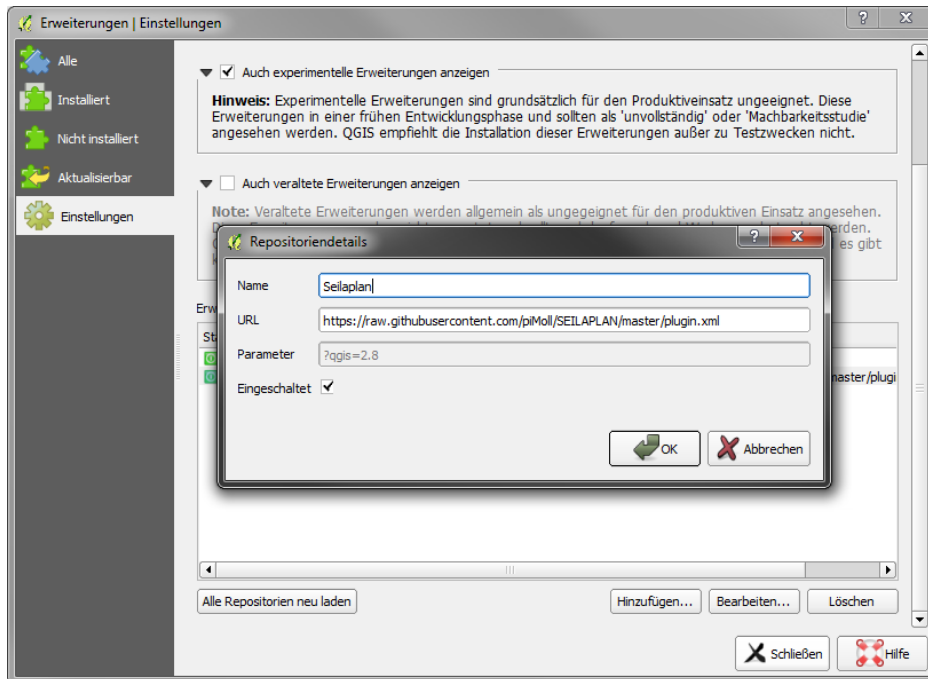 Erweiterungen | Einstellungen
Alle
Installiert
Nicht installiert
Aktualisierbar
Einstellungen
Auch experimentelle Erweiterungen anzeigen
Hinweis: Experimentelle Erweiterungen sind grundsätzlich für den Produktiveinsatz ungeeignet. Diese
Erweiterungen in einer frühen Entwicklungsphase und sollten als 'unvollständig' oder 'Machbarkeitsstudie'
angesehen werden. QGIS empfiehlt die Installation dieser Erweiterungen außer zu Testzwecken nicht.
Auch veraltete Erweiterungen anzeigen
Note: Veraltete Erweiterungen werden allgemein als ungegeignet für den produktiven Einsatz angesehen.
erden.
es gibt
Repositoriendetails
Name
Seilaplan
URL
https://raw.githubusercontent.com/piMoll/SEILAPLAN/master/plugin.xml
Parameter
?qgis=2.8
Eingeschaltet
OK
Abbrechen
Erw
St
master/plugi
Alle Repositorien neu laden
Hinzufügen...
Bearbeiten...
Löschen
Schließen
Hilfe